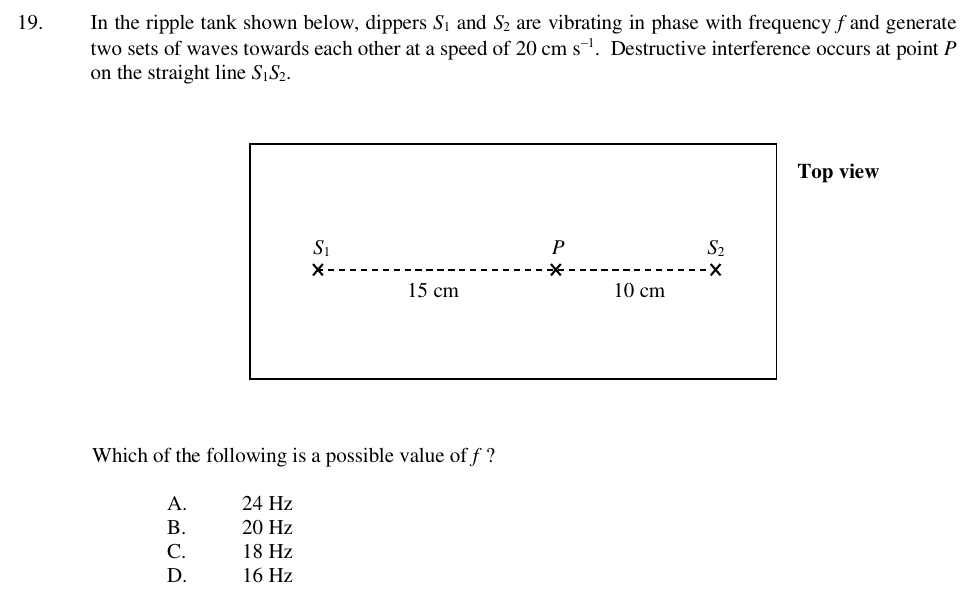 19. In the ripple tank shown below, dippers S₁ and S₂ are vibrating in phase with frequency f and generate
two sets of waves towards each other at a speed of 20 cm s⁻¹. Destructive interference occurs at point P
on the straight line S₁S₂.
Top view
S₁ P S₂
15 cm 10 cm
Which of the following is a possible value of f ?
A. 24 Hz
B. 20 Hz
C. 18 Hz
D. 16 Hz